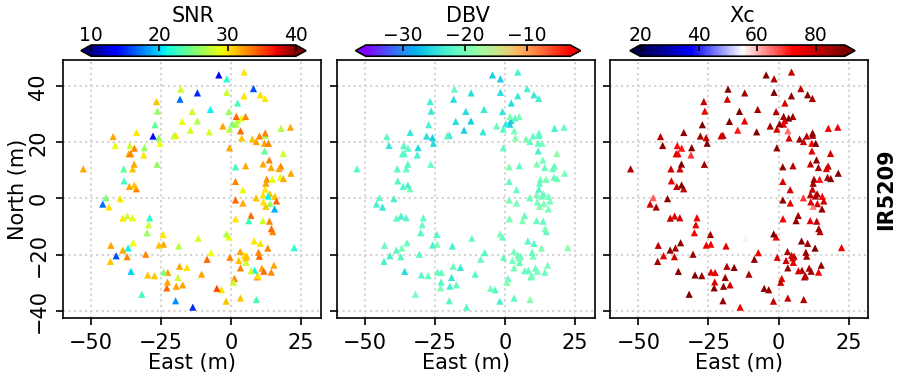 SNR
DBV
Xc
10 20 30 40
−30 −20 −10
20 40 60 80
North (m)
40
20
0
−20
−40
−50 −25 0 25
−50 −25 0 25
−50 −25 0 25
East (m)
East (m)
East (m)
IR5209